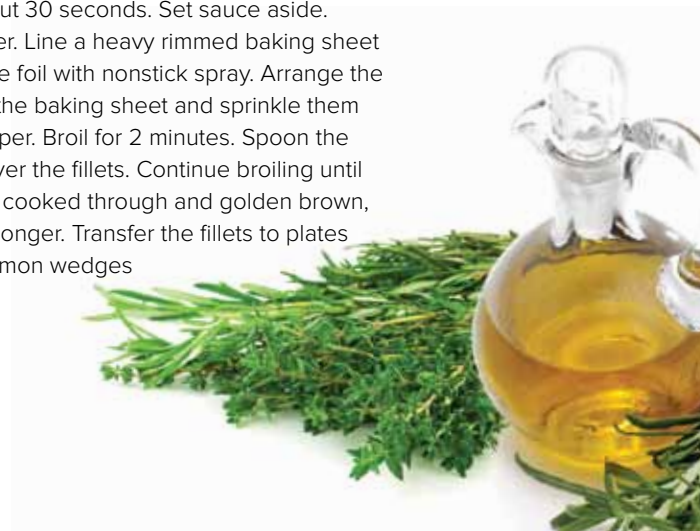 ut 30 seconds. Set sauce aside.
er. Line a heavy rimmed baking sheet
e foil with nonstick spray. Arrange the
the baking sheet and sprinkle them
per. Broil for 2 minutes. Spoon the
ver the fillets. Continue broiling until
cooked through and golden brown,
onger. Transfer the fillets to plates
mon wedges